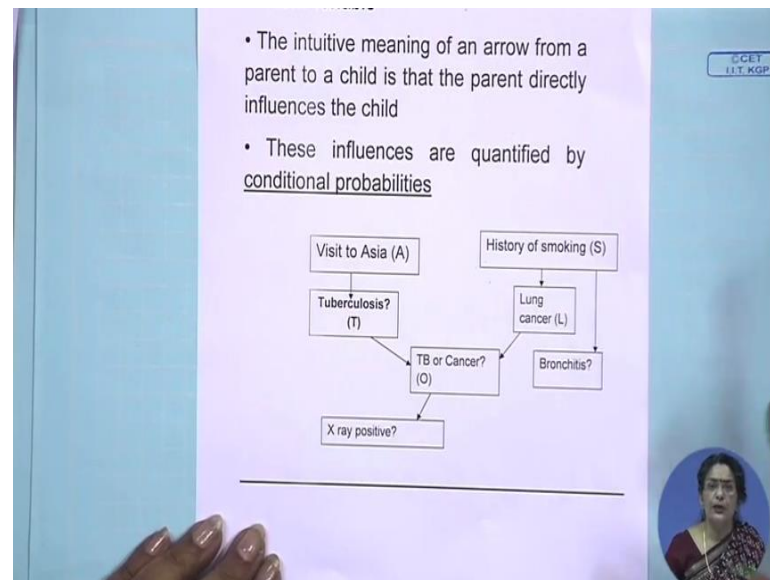 • The intuitive meaning of an arrow from a
parent to a child is that the parent directly
influences the child
©CET
I.I.T. KGP
• These influences are quantified by
conditional probabilities
Visit to Asia (A)
History of smoking (S)
Tuberculosis?
(T)
Lung
cancer (L)
TB or Cancer?
(O)
Bronchitis?
X ray positive?